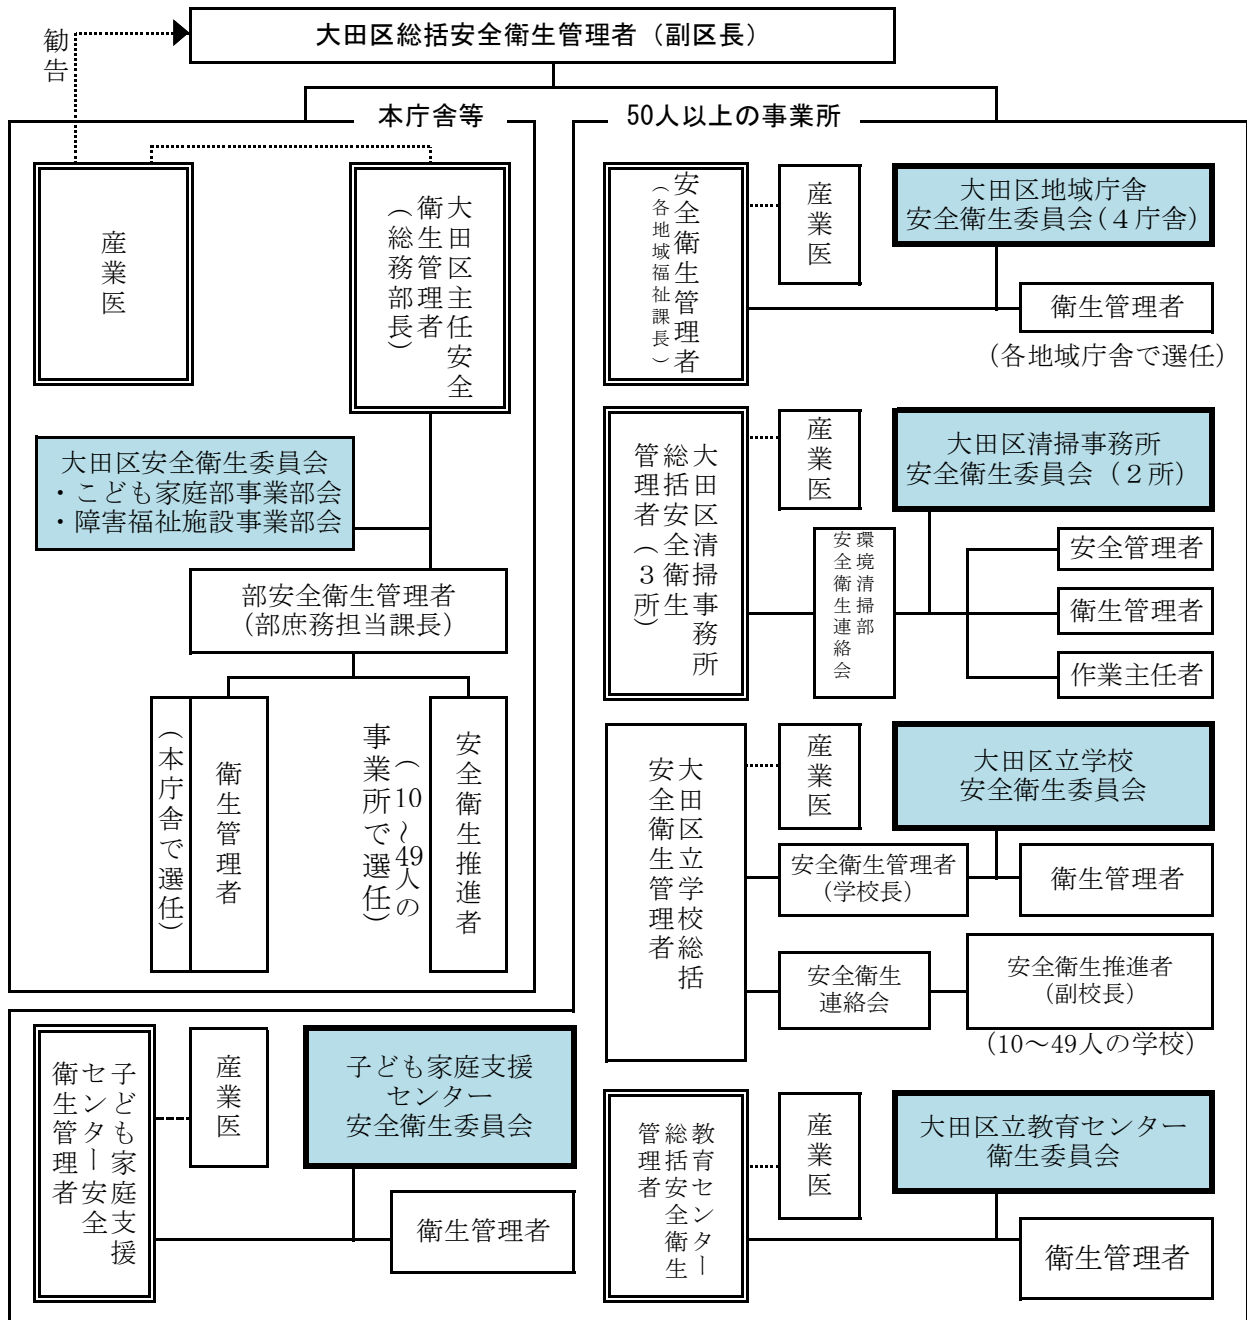 大田区総括安全衛生管理者（副区長）
勧告
本庁舎等
産業医
大田区主任安全
衛生管理者
（総務部長）
大田区安全衛生委員会
・こども家庭部事業部会
・障害福祉施設事業部会
部安全衛生管理者
（部庶務担当課長）
衛生管理者
（本庁舎で選任）
安全衛生推進者
（10～49人の
事業所で選任）
50人以上の事業所
安全衛生管理者
（各地域福祉課長）
産業医
大田区地域庁舎
安全衛生委員会（４庁舎）
衛生管理者
（各地域庁舎で選任）
大田区清掃事務所
総括安全衛生
管理者（３所）
産業医
大田区清掃事務所
安全衛生委員会（２所）
環境清掃部
安全衛生連絡会
安全管理者
衛生管理者
作業主任者
大田区立学校総括
安全衛生管理者
産業医
大田区立学校
安全衛生委員会
安全衛生管理者
（学校長）
衛生管理者
安全衛生
連絡会
安全衛生推進者
（副校長）
（10～49人の学校）
子ども家庭支援
センター安全
衛生管理者
産業医
子ども家庭支援
センター
安全衛生委員会
衛生管理者
教育センター
総括安全衛生
管理者
産業医
大田区立教育センター
衛生委員会
衛生管理者